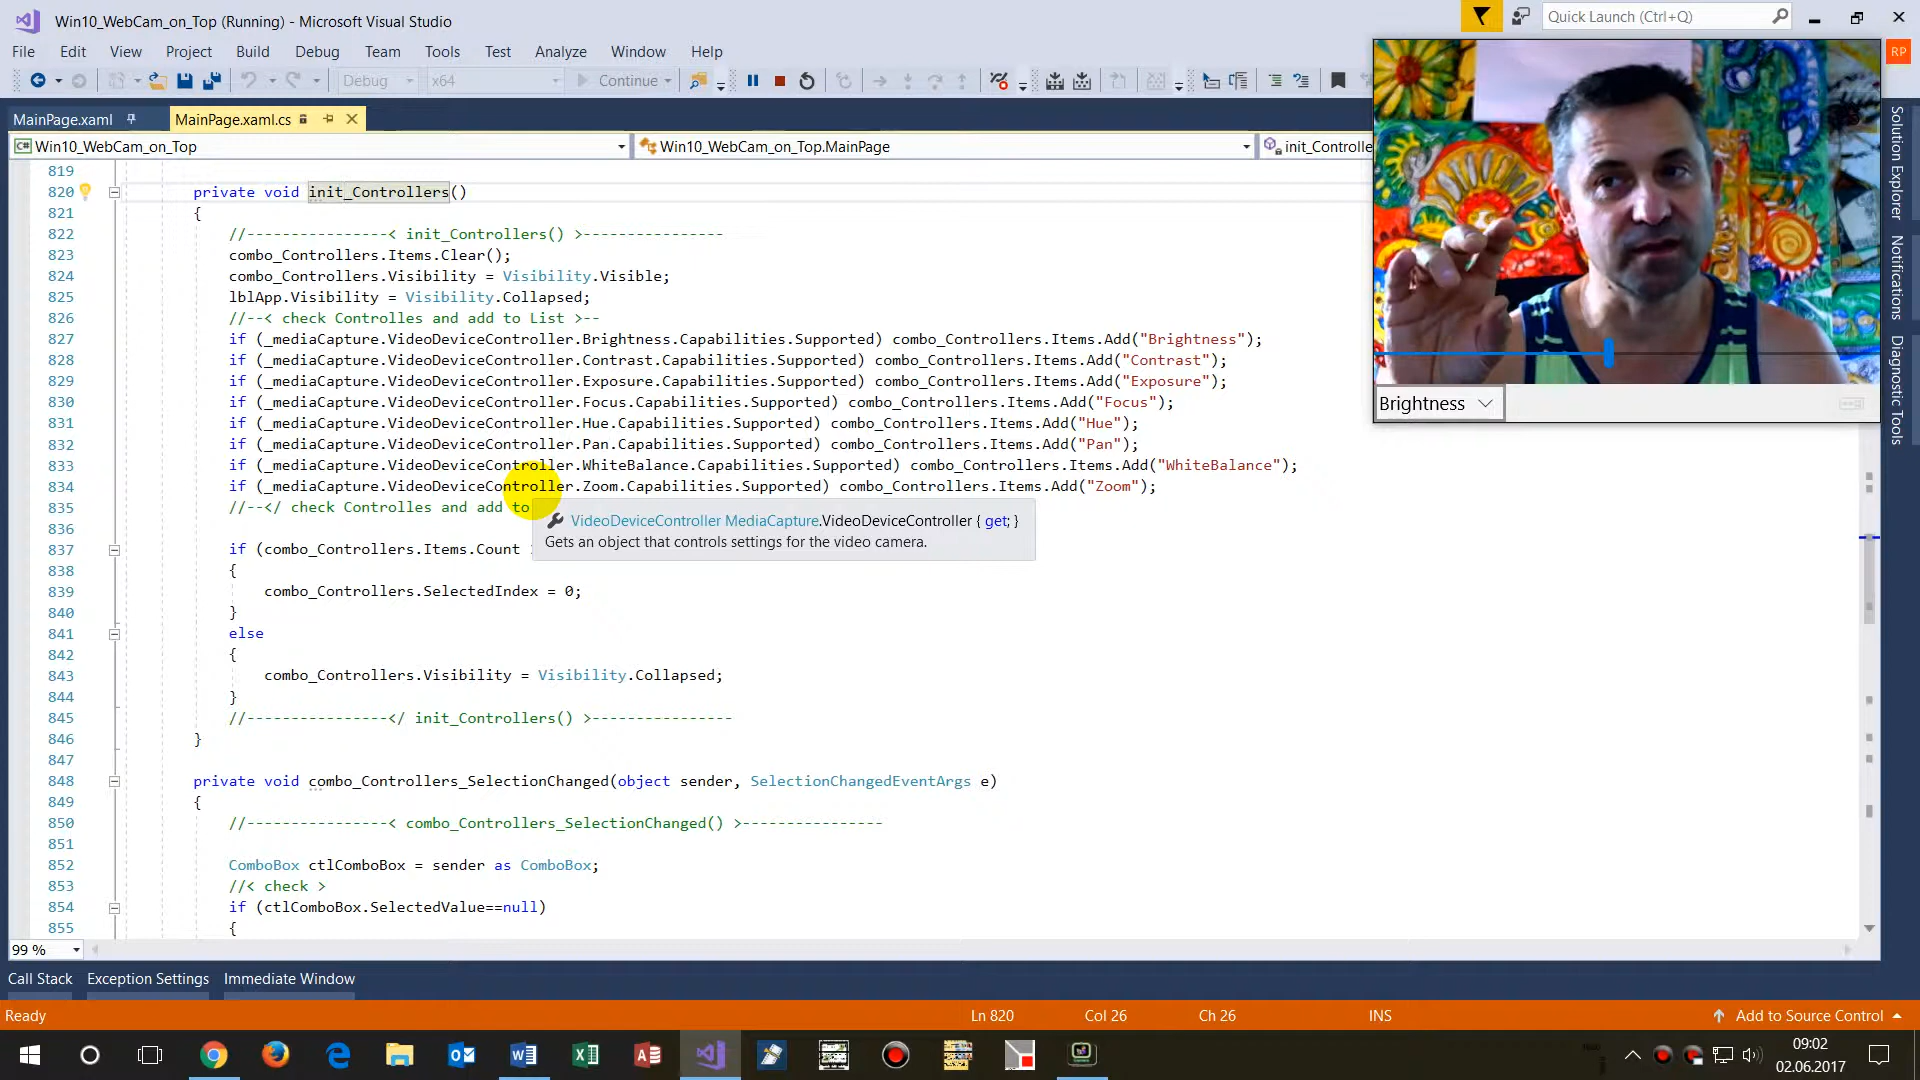 Win10_WebCam_on_Top (Running) - Microsoft Visual Studio
Quick Launch (Ctrl+Q)
File Edit View Project Build Debug Team Tools Test Analyze Window Help
RP
Debug x64 Continue
MainPage.xaml MainPage.xaml.cs
Win10_WebCam_on_Top Win10_WebCam_on_Top.MainPage init_Controlle
819
820 private void init_Controllers()
821 {
822 //----------------< init_Controllers() >----------------
823 combo_Controllers.Items.Clear();
824 combo_Controllers.Visibility = Visibility.Visible;
825 lblApp.Visibility = Visibility.Collapsed;
826 //--< check Controlles and add to List >--
827 if (_mediaCapture.VideoDeviceController.Brightness.Capabilities.Supported) combo_Controllers.Items.Add("Brightness");
828 if (_mediaCapture.VideoDeviceController.Contrast.Capabilities.Supported) combo_Controllers.Items.Add("Contrast");
829 if (_mediaCapture.VideoDeviceController.Exposure.Capabilities.Supported) combo_Controllers.Items.Add("Exposure");
830 if (_mediaCapture.VideoDeviceController.Focus.Capabilities.Supported) combo_Controllers.Items.Add("Focus");
831 if (_mediaCapture.VideoDeviceController.Hue.Capabilities.Supported) combo_Controllers.Items.Add("Hue");
832 if (_mediaCapture.VideoDeviceController.Pan.Capabilities.Supported) combo_Controllers.Items.Add("Pan");
833 if (_mediaCapture.VideoDeviceController.WhiteBalance.Capabilities.Supported) combo_Controllers.Items.Add("WhiteBalance");
834 if (_mediaCapture.VideoDeviceController.Zoom.Capabilities.Supported) combo_Controllers.Items.Add("Zoom");
835 //--</ check Controlles and add to
VideoDeviceController MediaCapture.VideoDeviceController { get; }
Gets an object that controls settings for the video camera.
836
837 if (combo_Controllers.Items.Count
838 {
839 combo_Controllers.SelectedIndex = 0;
840 }
841 else
842 {
843 combo_Controllers.Visibility = Visibility.Collapsed;
844 }
845 //----------------</ init_Controllers() >----------------
846 }
847
848 private void combo_Controllers_SelectionChanged(object sender, SelectionChangedEventArgs e)
849 {
850 //----------------< combo_Controllers_SelectionChanged() >----------------
851
852 ComboBox ctlComboBox = sender as ComboBox;
853 //< check >
854 if (ctlComboBox.SelectedValue==null)
855 {
99 %
Brightness
Solution Explorer
Notifications
Diagnostic Tools
Call Stack Exception Settings Immediate Window
Ready Ln 820 Col 26 Ch 26 INS Add to Source Control
09:02
02.06.2017